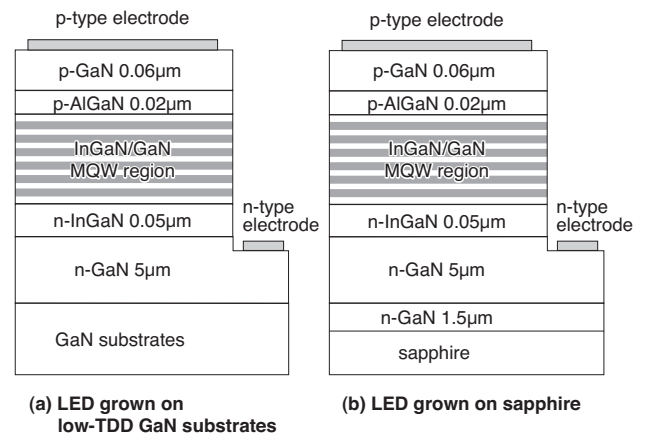 p-type electrode
p-GaN 0.06μm
p-AlGaN 0.02μm
InGaN/GaN
MQW region
n-InGaN 0.05μm
n-type
electrode
n-GaN 5μm
GaN substrates
(a) LED grown on
low-TDD GaN substrates
p-type electrode
p-GaN 0.06μm
p-AlGaN 0.02μm
InGaN/GaN
MQW region
n-InGaN 0.05μm
n-type
electrode
n-GaN 5μm
n-GaN 1.5μm
sapphire
(b) LED grown on sapphire